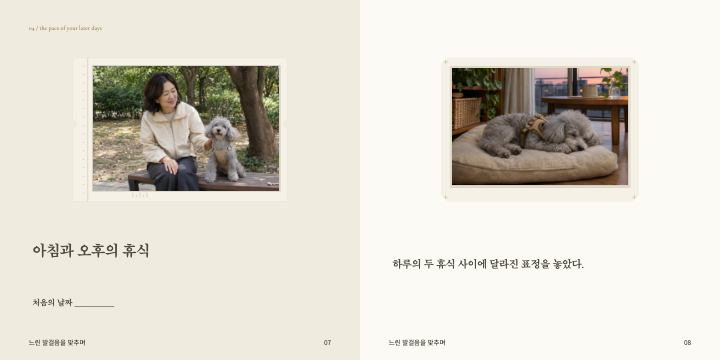 04 / the pace of your later days
아침과 오후의 휴식
처음의 날짜 ________
느린 발걸음을 맞추며
07
하루의 두 휴식 사이에 달라진 표정을 놓았다.
느린 발걸음을 맞추며
08